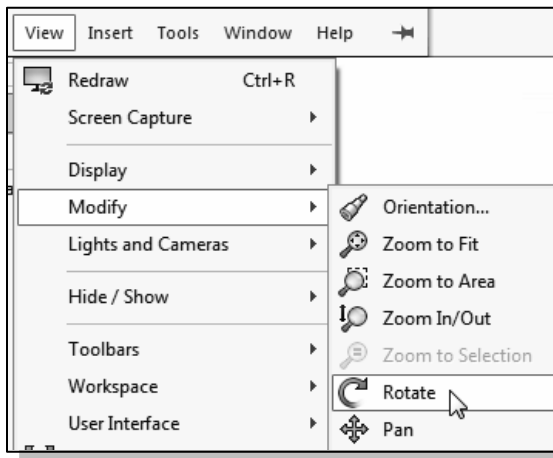 View Insert Tools Window Help
Redraw Ctrl+R
Screen Capture
Display
Modify
Lights and Cameras
Hide / Show
Toolbars
Workspace
User Interface
Orientation...
Zoom to Fit
Zoom to Area
Zoom In/Out
Zoom to Selection
Rotate
Pan